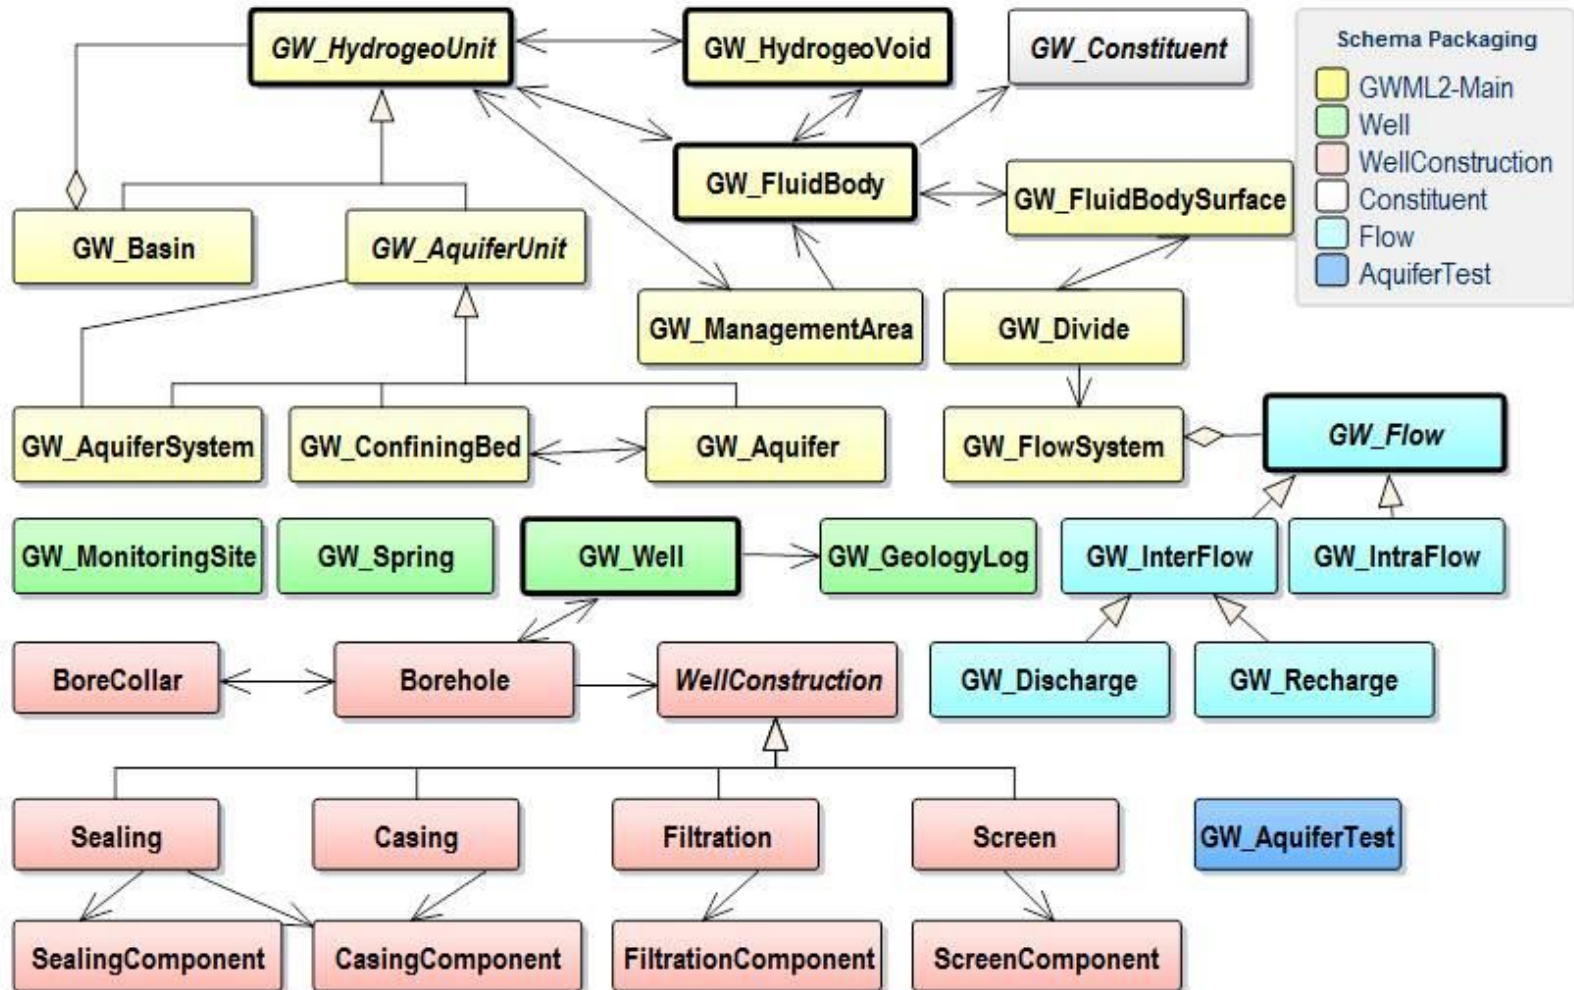 GW_HydrogeoUnit
GW_HydrogeoVoid
GW_Constituent
Schema Packaging
GWML2-Main
Well
WellConstruction
Constituent
Flow
AquiferTest
GW_FluidBody
GW_FluidBodySurface
GW_Basin
GW_AquiferUnit
GW_ManagementArea
GW_Divide
GW_AquiferSystem
GW_ConfiningBed
GW_Aquifer
GW_FlowSystem
GW_Flow
GW_MonitoringSite
GW_Spring
GW_Well
GW_GeologyLog
GW_InterFlow
GW_IntraFlow
BoreCollar
Borehole
WellConstruction
GW_Discharge
GW_Recharge
Sealing
Casing
Filtration
Screen
GW_AquiferTest
SealingComponent
CasingComponent
FiltrationComponent
ScreenComponent